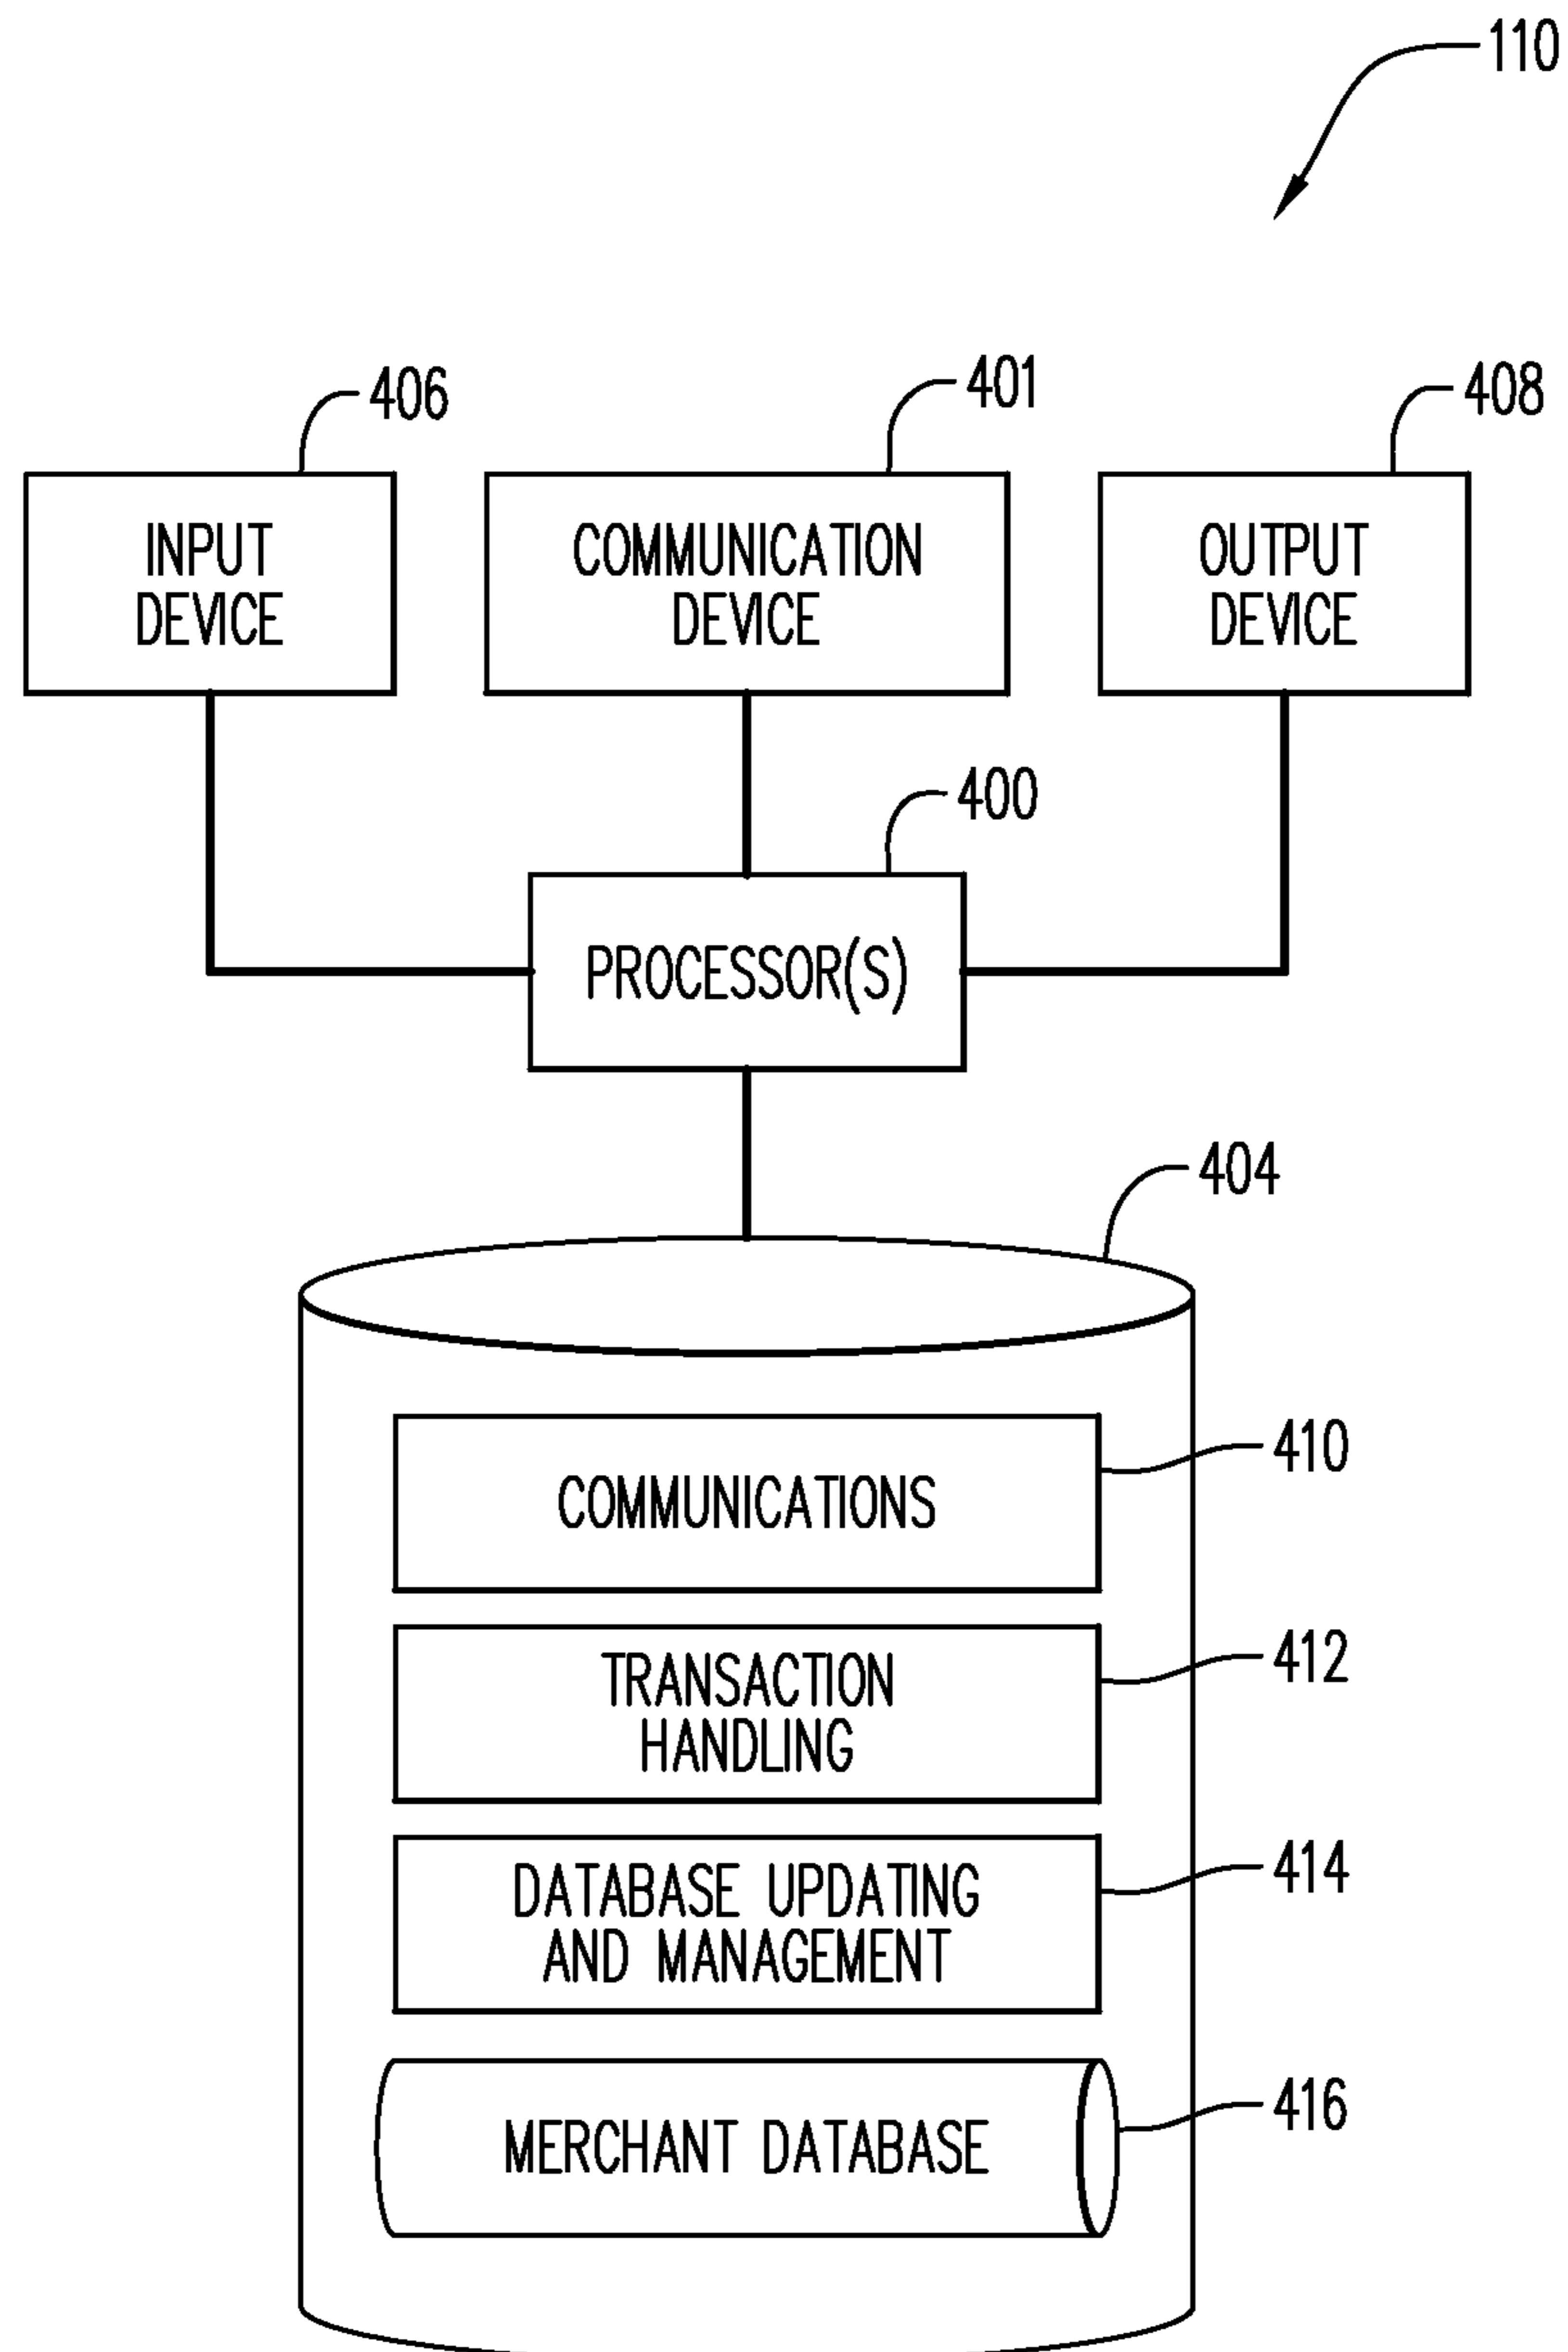 110
406
401
408
INPUT
DEVICE
COMMUNICATION
DEVICE
OUTPUT
DEVICE
400
PROCESSOR(S)
404
COMMUNICATIONS
410
TRANSACTION
HANDLING
412
DATABASE UPDATING
AND MANAGEMENT
414
MERCHANT DATABASE
416